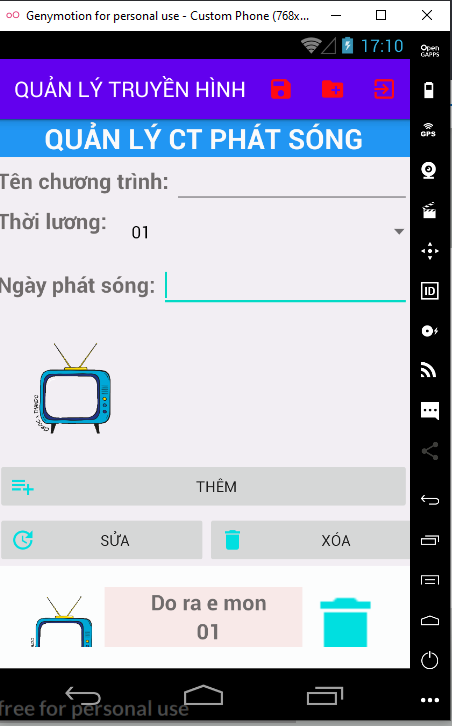 Genymotion for personal use - Custom Phone (768x...
17:10
Open
GAPPS
QUẢN LÝ TRUYỀN HÌNH
QUẢN LÝ CT PHÁT SÓNG
GPS
Tên chương trình:
Thời lượng:
01
Ngày phát sóng:
ID
THÊM
SỬA
XÓA
Do ra e mon
01
free for personal use